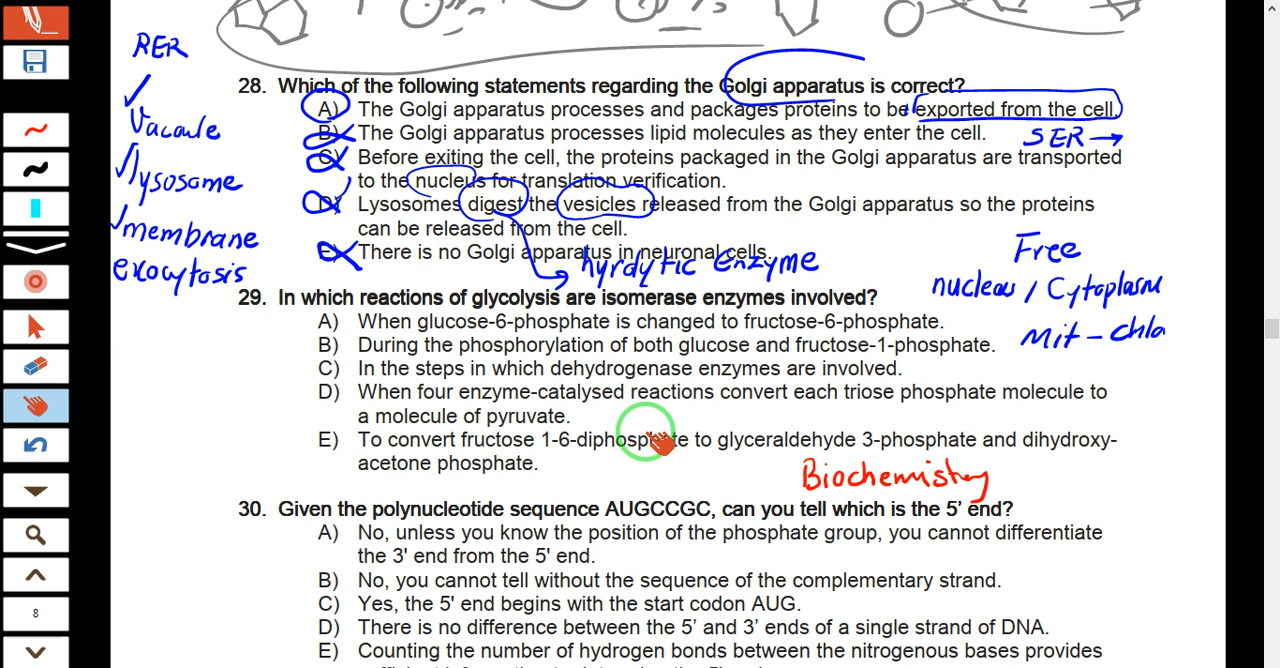 RER
Vacaule
lysosome
membrane
exocytosis
28. Which of the following statements regarding the Golgi apparatus is correct?
A) The Golgi apparatus processes and packages proteins to be exported from the cell.
B) The Golgi apparatus processes lipid molecules as they enter the cell.
SER →
C) Before exiting the cell, the proteins packaged in the Golgi apparatus are transported
to the nucleus for translation verification.
D) Lysosomes digest the vesicles released from the Golgi apparatus so the proteins
can be released from the cell.
E) There is no Golgi apparatus in neuronal cells.
hyrdytic Enzyme
Free
nucleus / Cytoplasm
Mit - chlo
29. In which reactions of glycolysis are isomerase enzymes involved?
A) When glucose-6-phosphate is changed to fructose-6-phosphate.
B) During the phosphorylation of both glucose and fructose-1-phosphate.
C) In the steps in which dehydrogenase enzymes are involved.
D) When four enzyme-catalysed reactions convert each triose phosphate molecule to
a molecule of pyruvate.
E) To convert fructose 1-6-diphosphate to glyceraldehyde 3-phosphate and dihydroxy-
acetone phosphate.
Biochemistry
30. Given the polynucleotide sequence AUGCCGC, can you tell which is the 5' end?
A) No, unless you know the position of the phosphate group, you cannot differentiate
the 3' end from the 5' end.
B) No, you cannot tell without the sequence of the complementary strand.
C) Yes, the 5' end begins with the start codon AUG.
D) There is no difference between the 5' and 3' ends of a single strand of DNA.
E) Counting the number of hydrogen bonds between the nitrogenous bases provides
8